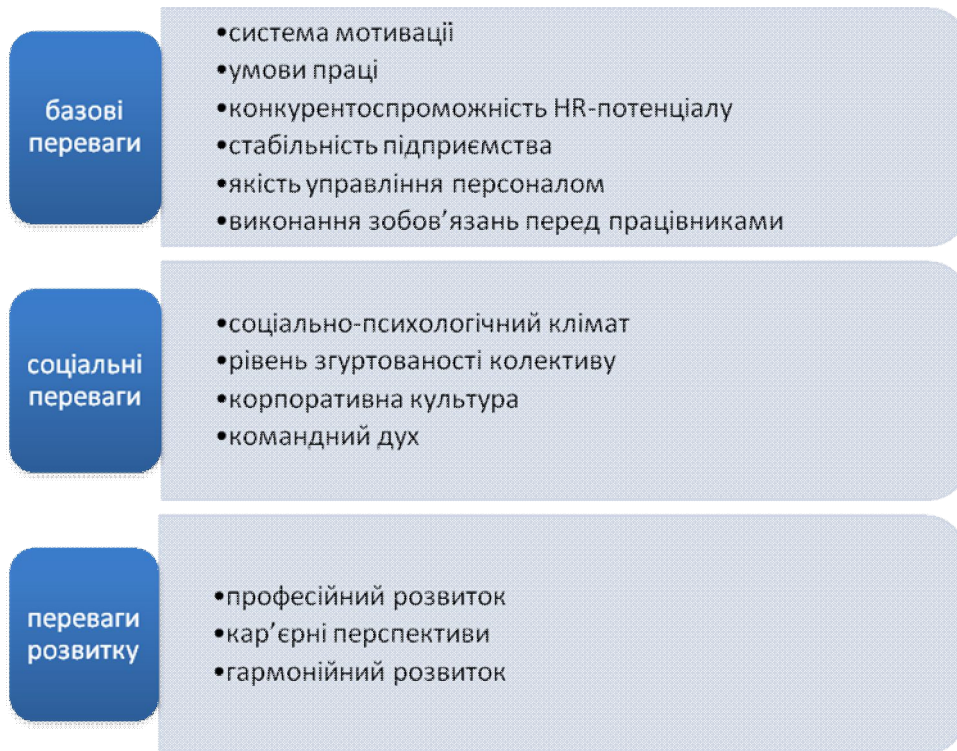 базові
переваги
•система мотивації
•умови праці
•конкурентоспроможність HR-потенціалу
•стабільність підприємства
•якість управління персоналом
•виконання зобов’язань перед працівниками
соціальні
переваги
•соціально-психологічний клімат
•рівень згуртованості колективу
•корпоративна культура
•командний дух
переваги
розвитку
•професійний розвиток
•кар’єрні перспективи
•гармонійний розвиток